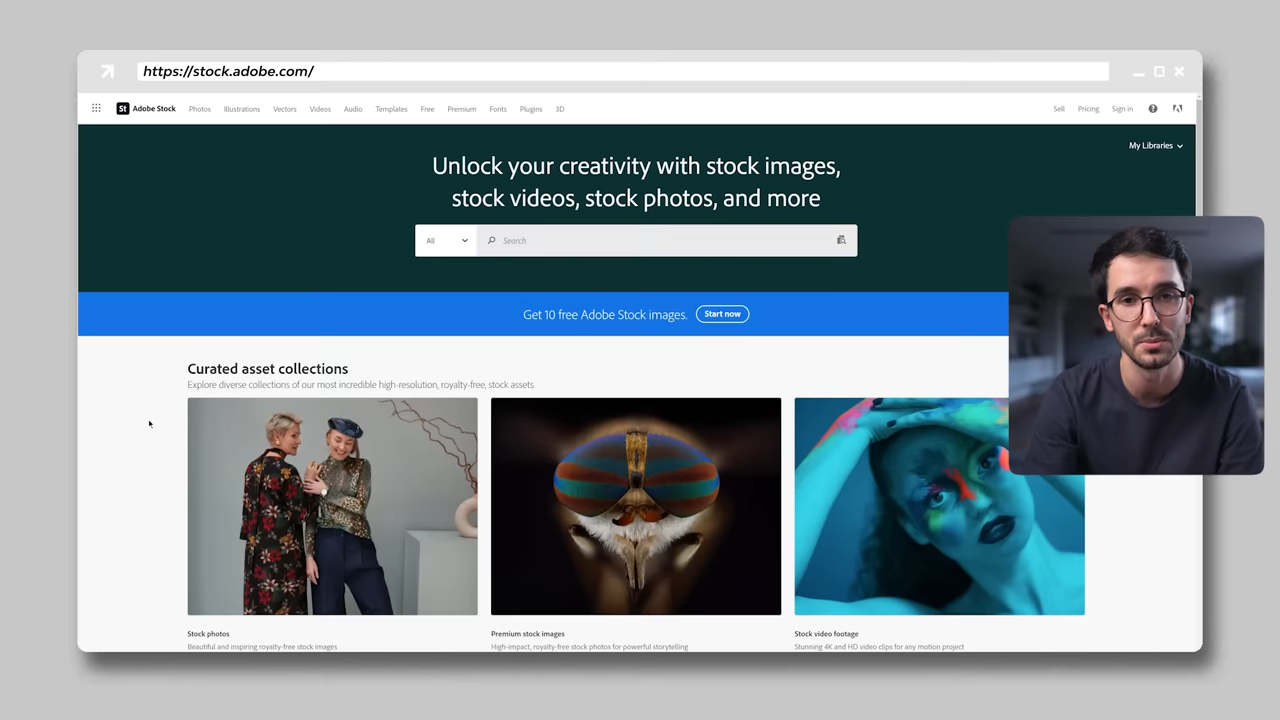 https://stock.adobe.com/
St Adobe Stock Photos Illustrations Vectors Videos Audio Templates Free Premium Fonts Plugins 3D Sell Pricing Sign in ?
My Libraries
Unlock your creativity with stock images,
stock videos, stock photos, and more
All Search
Get 10 free Adobe Stock images. Start now
Curated asset collections
Explore diverse collections of our most incredible high-resolution, royalty-free, stock assets
Stock photos
Beautiful and inspiring royalty-free stock images
Premium stock images
High-impact, royalty-free stock photos for powerful storytelling
Stock video footage
Stunning 4K and HD video clips for any motion project